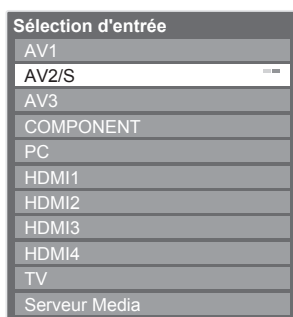 Sélection d'entrée
AV1
AV2/S
AV3
COMPONENT
PC
HDMI1
HDMI2
HDMI3
HDMI4
TV
Serveur Media